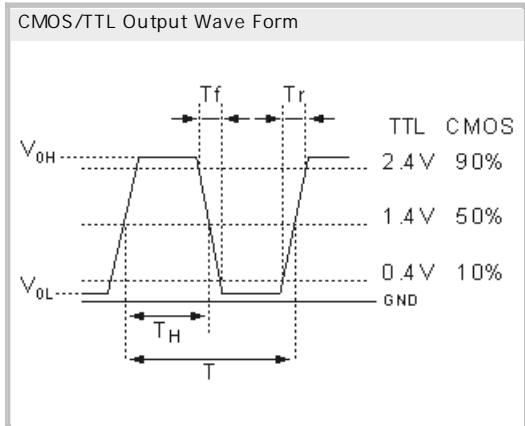 CMOS/TTL Output Wave Form
Tf Tr
TTL CMOS
V0H 2.4V 90%
1.4V 50%
0.4V 10%
V0L GND
TH
T